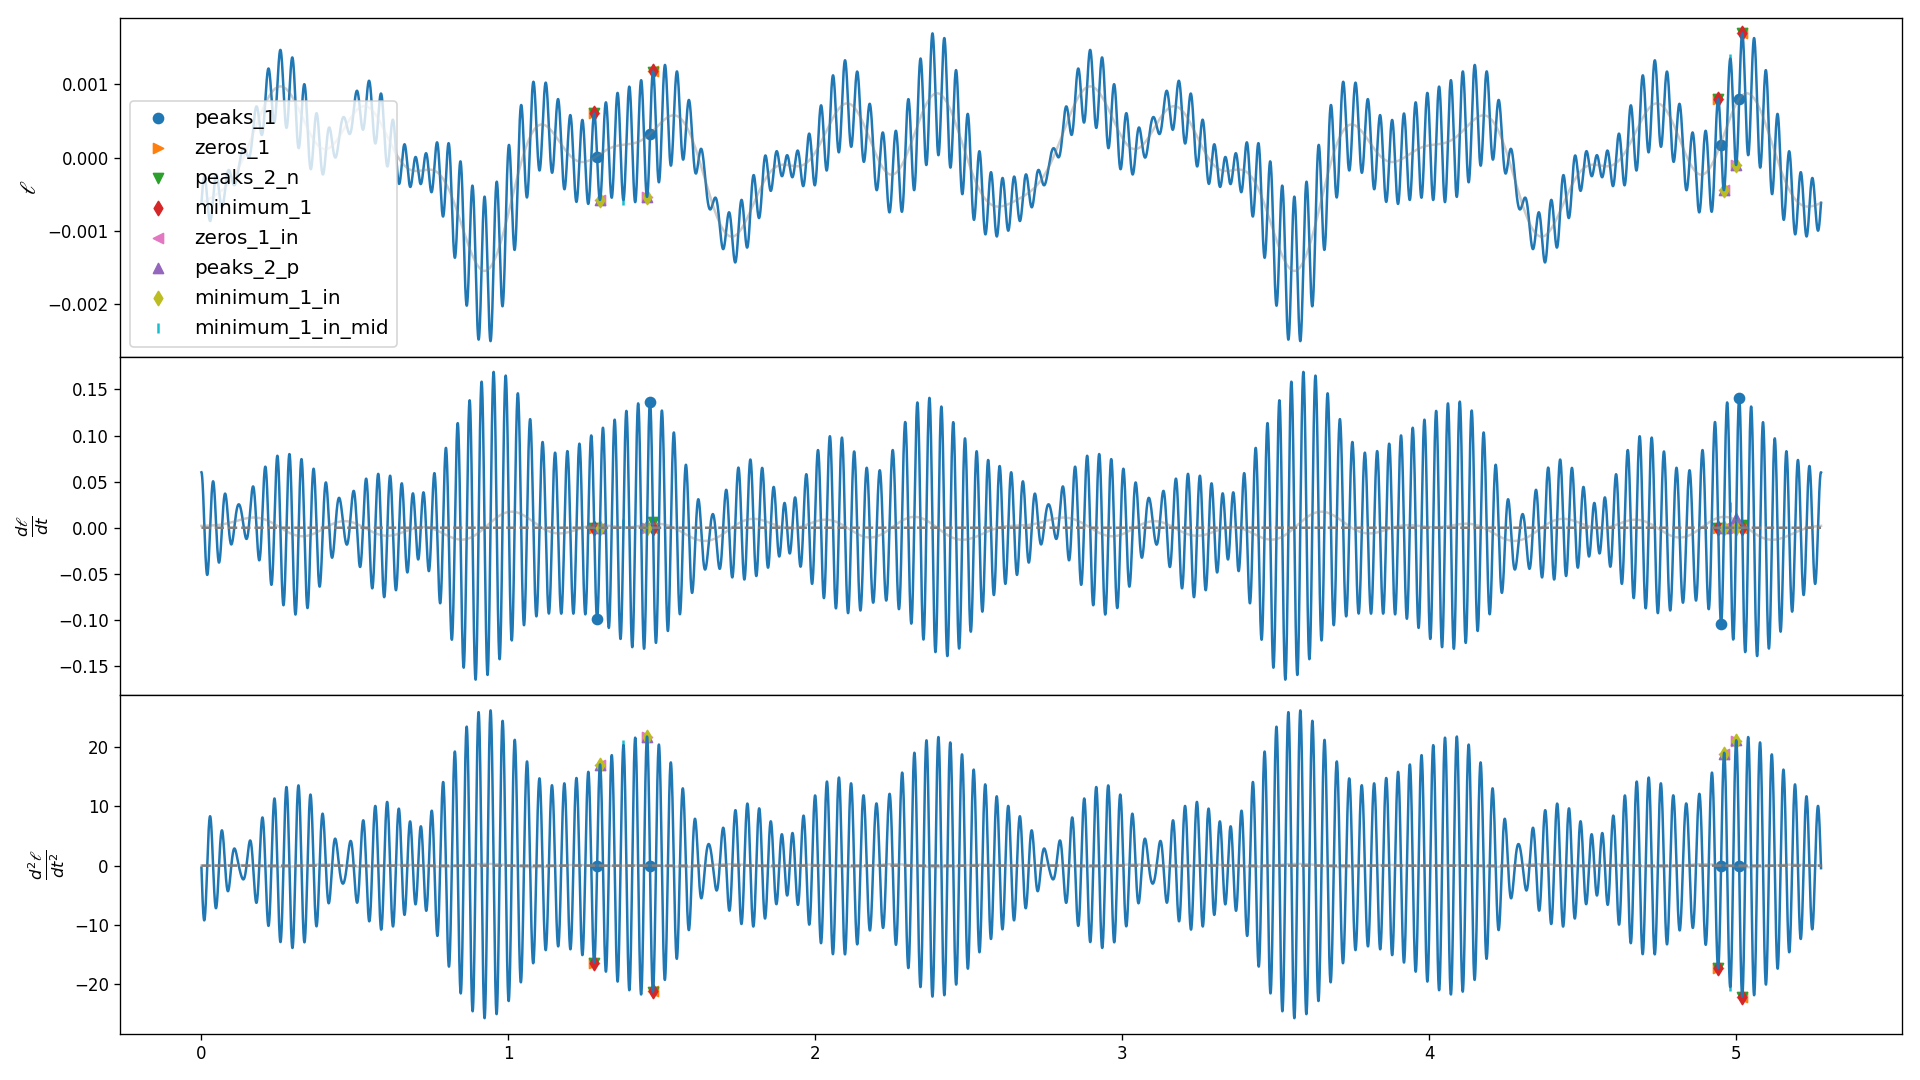 0.001
0.000
−0.001
−0.002
ℓ
peaks_1
zeros_1
peaks_2_n
minimum_1
zeros_1_in
peaks_2_p
minimum_1_in
minimum_1_in_mid
0.15
0.10
0.05
0.00
−0.05
−0.10
−0.15
dℓ/dt
20
10
0
−10
−20
d²ℓ/dt²
0 1 2 3 4 5